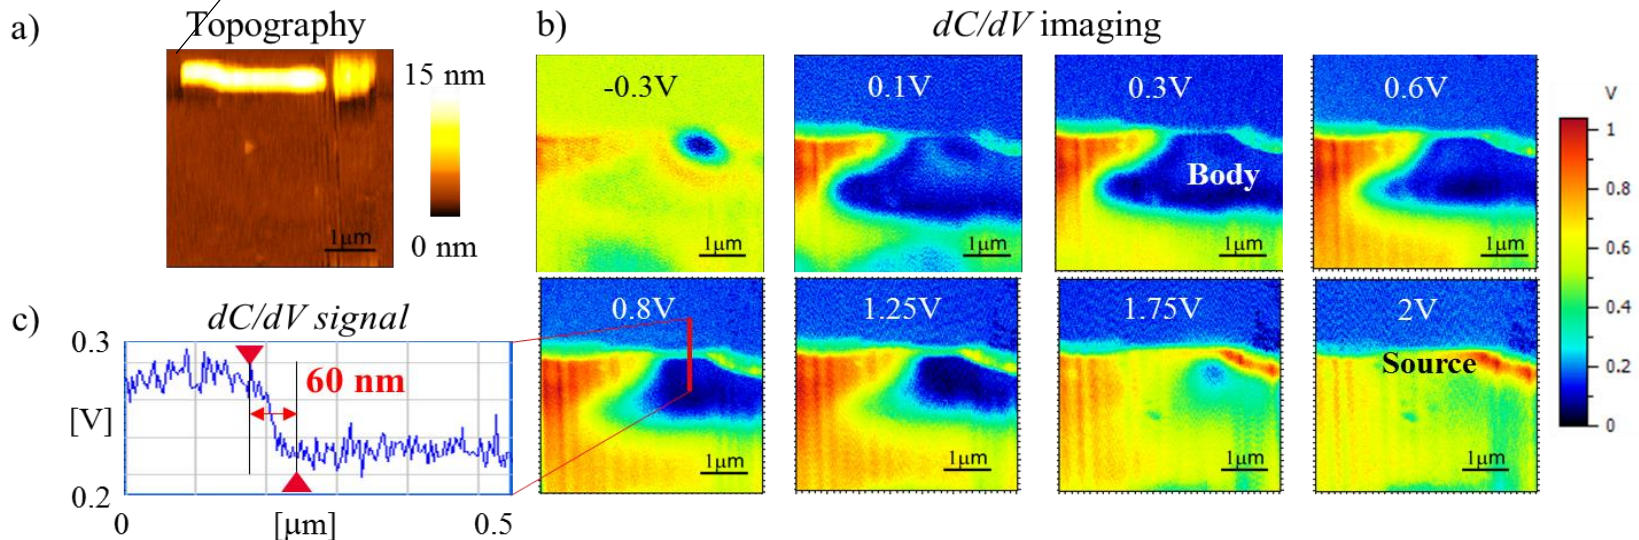 a)
Topography
15 nm
0 nm
1μm
b)
dC/dV imaging
-0.3V
1μm
0.1V
1μm
0.3V
Body
1μm
0.6V
1μm
V
1
0.8
0.6
0.4
0.2
0
c)
dC/dV signal
0.3
[V]
0.2
60 nm
0
[μm]
0.5
0.8V
1μm
1.25V
1μm
1.75V
1μm
2V
Source
1μm